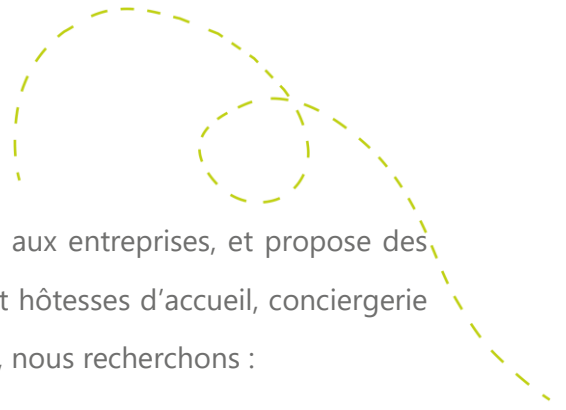 aux entreprises, et propose des
t hôtesses d’accueil, conciergerie
, nous recherchons :